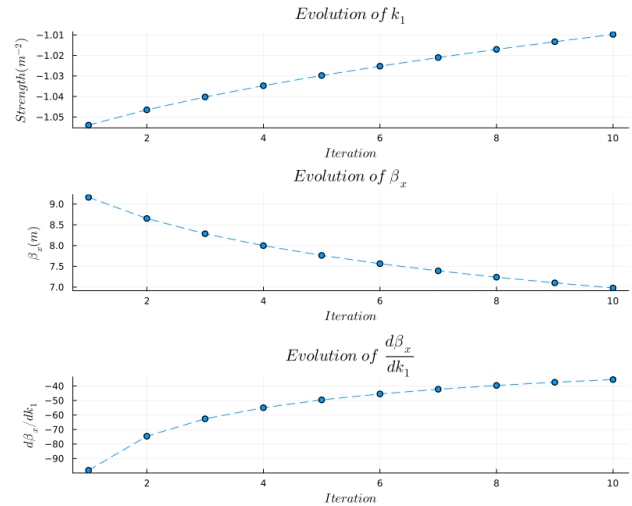 Evolution of k₁
Strength(m⁻²)
−1.01
−1.02
−1.03
−1.04
−1.05
2 4 6 8 10
Iteration
Evolution of βₓ
βₓ(m)
9.0
8.5
8.0
7.5
7.0
2 4 6 8 10
Iteration
Evolution of dβₓ/dk₁
dβₓ/dk₁
−40
−50
−60
−70
−80
−90
2 4 6 8 10
Iteration